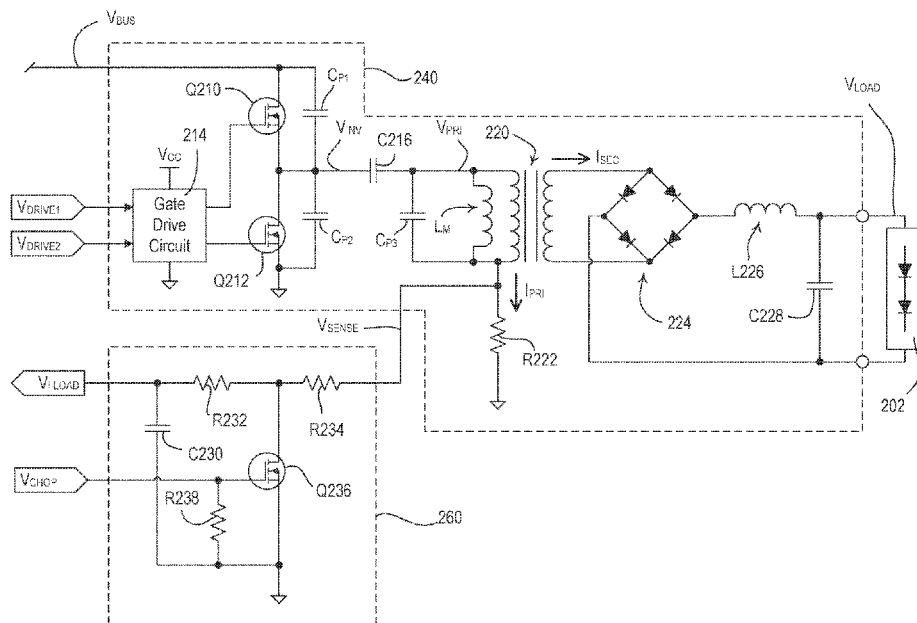 VBUS
240
CP1
Q210
VLOAD
214
VINV
C216
VPRI
220
ISEC
VCC
VDRIVE1
Gate
Drive
Circuit
VDRIVE2
CP2
CP3
LM
L226
Q212
IPRI
224
C228
VSENSE
R222
VI-LOAD
R232
R234
202
C230
VCHOP
Q236
R238
260